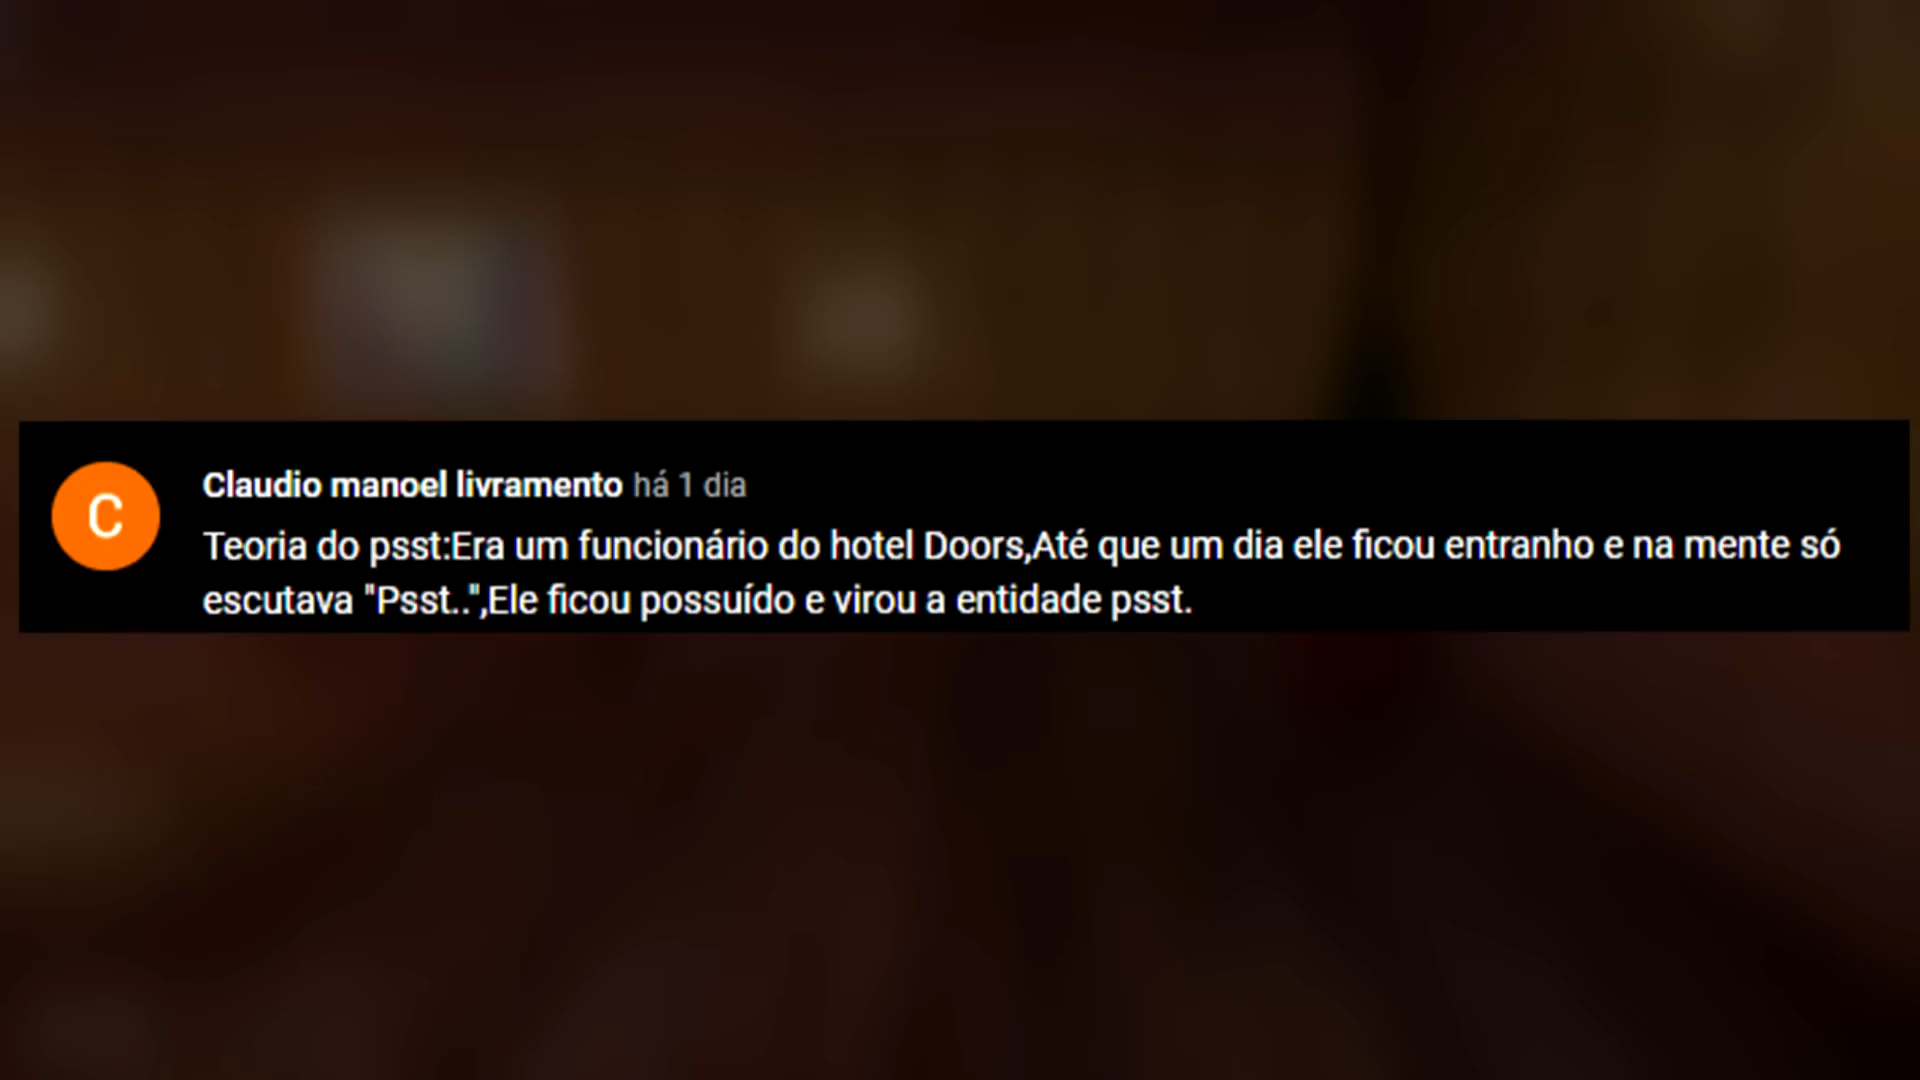 C
Claudio manoel livramento há 1 dia
Teoria do psst:Era um funcionário do hotel Doors,Até que um dia ele ficou entranho e na mente só
escutava "Psst..",Ele ficou possuído e virou a entidade psst.